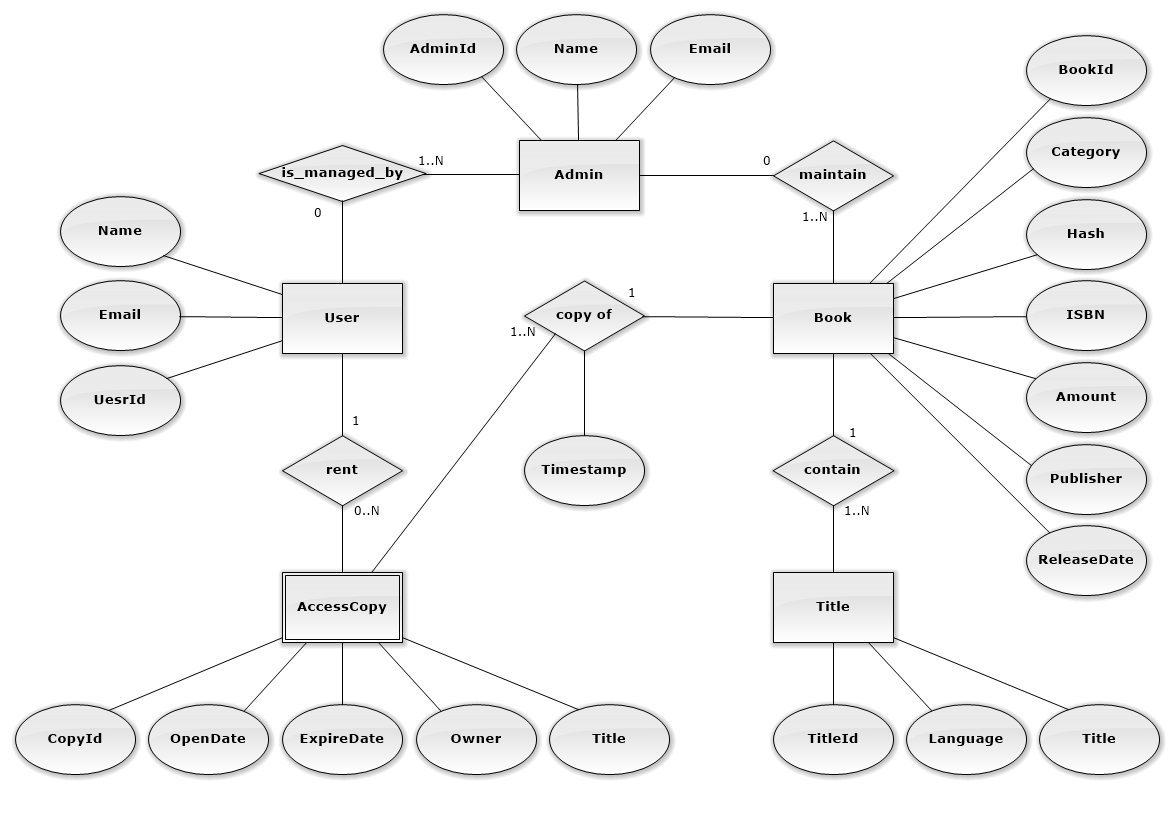 AdminId
Name
Email
BookId
Category
Hash
ISBN
Amount
Publisher
ReleaseDate
is_managed_by
1..N
0
Admin
0
maintain
1..N
Name
Email
UesrId
User
1
rent
0..N
copy of
1
1..N
Timestamp
Book
1
contain
1..N
AccessCopy
Title
CopyId
OpenDate
ExpireDate
Owner
Title
TitleId
Language
Title